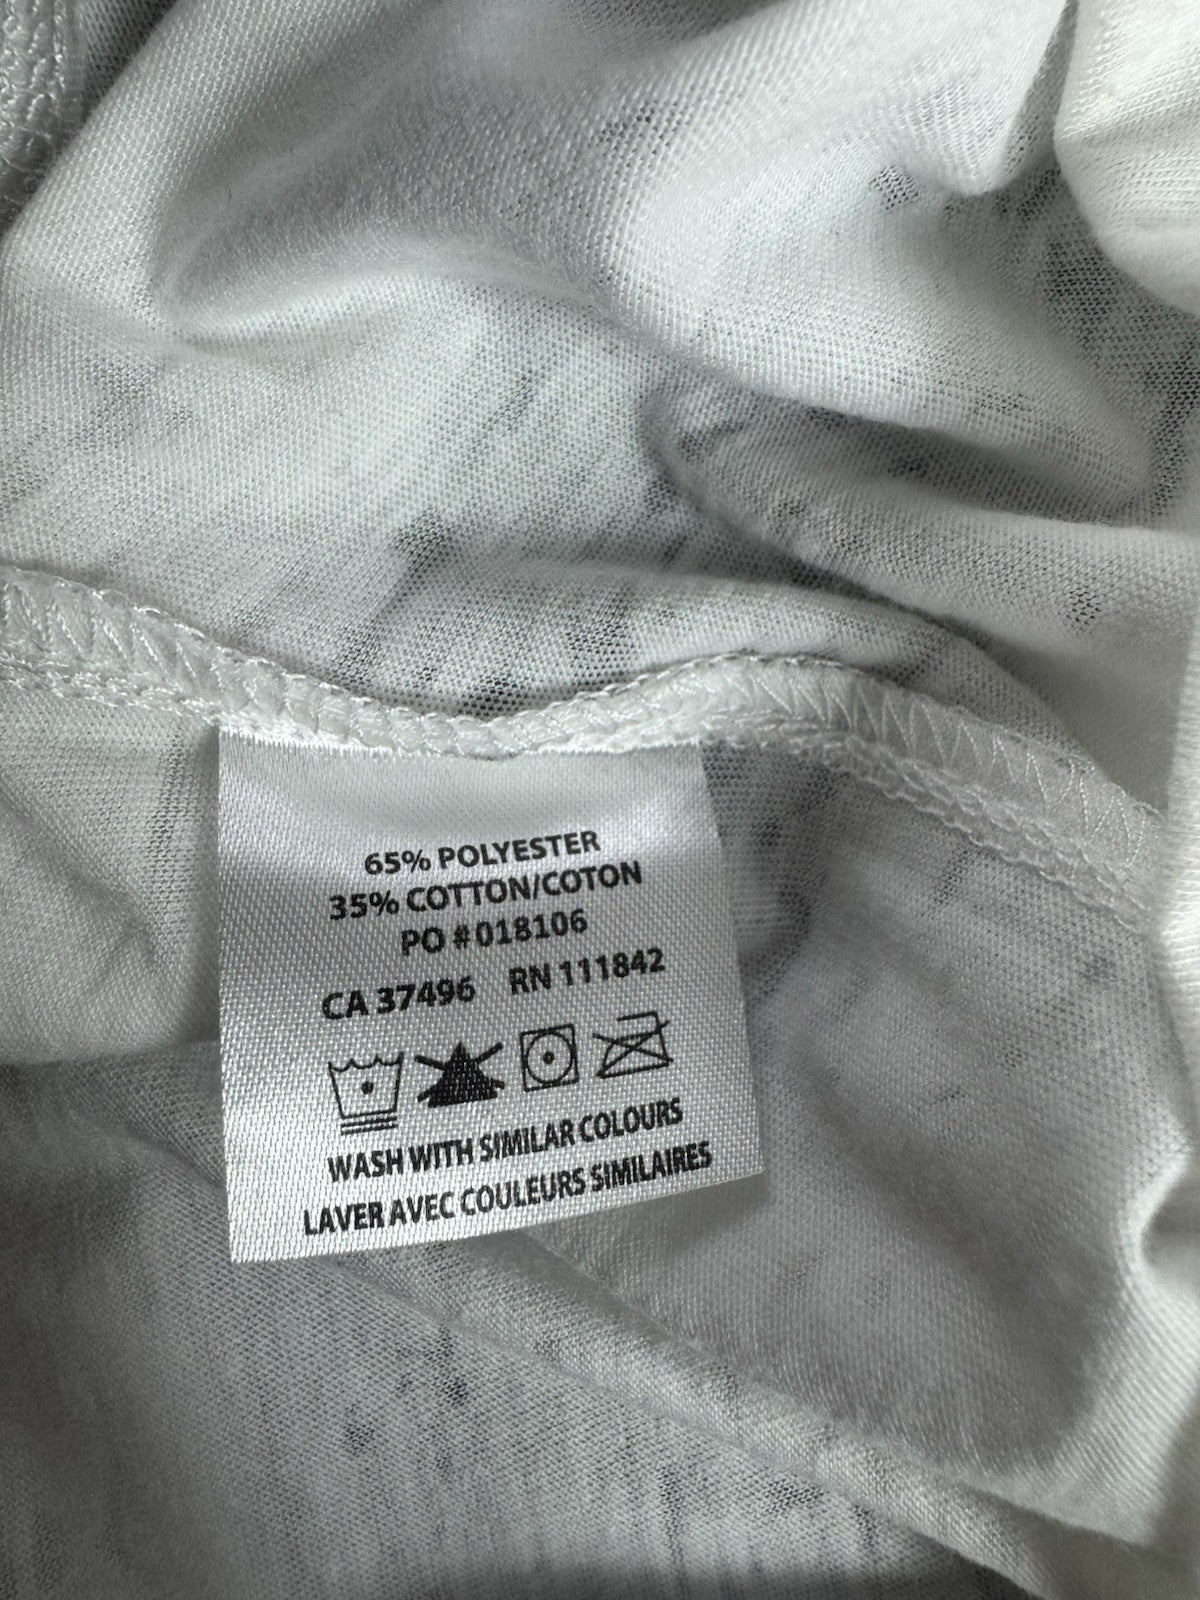 65% POLYESTER
35% COTTON/COTON
PO #018106
CA 37496 RN 111842
WASH WITH SIMILAR COLOURS
LAVER AVEC COULEURS SIMILAIRES